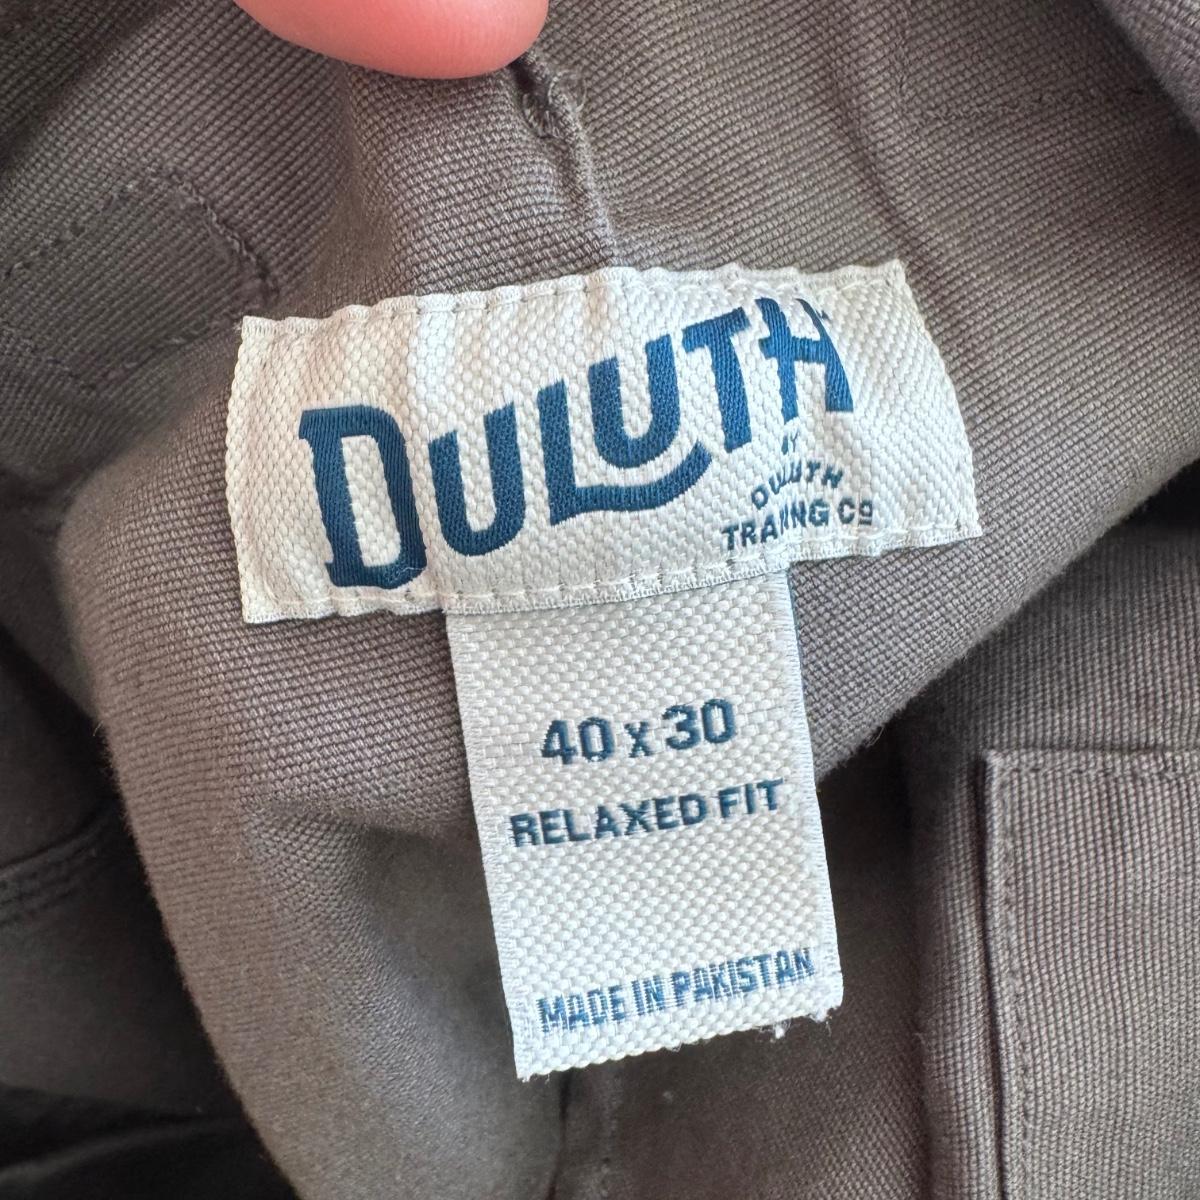 DULUTH
BY
DULUTH
TRADING Cº
40 x 30
RELAXED FIT
MADE IN PAKISTAN